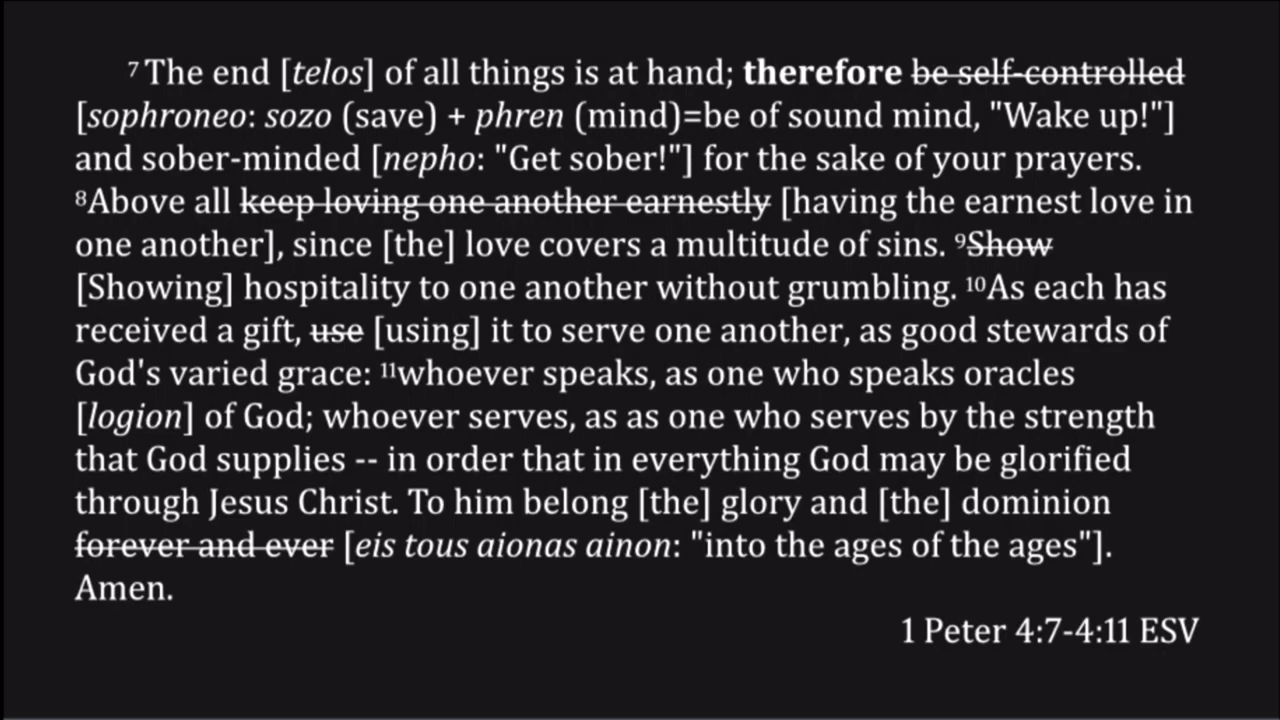 ⁷ The end [telos] of all things is at hand; therefore be self-controlled
[sophroneo: sozo (save) + phren (mind)=be of sound mind, "Wake up!"]
and sober-minded [nepho: "Get sober!"] for the sake of your prayers.
⁸Above all keep loving one another earnestly [having the earnest love in
one another], since [the] love covers a multitude of sins. ⁹Show
[Showing] hospitality to one another without grumbling. ¹⁰As each has
received a gift, use [using] it to serve one another, as good stewards of
God's varied grace: ¹¹whoever speaks, as one who speaks oracles
[logion] of God; whoever serves, as as one who serves by the strength
that God supplies -- in order that in everything God may be glorified
through Jesus Christ. To him belong [the] glory and [the] dominion
forever and ever [eis tous aionas ainon: "into the ages of the ages"].
Amen.
1 Peter 4:7-4:11 ESV